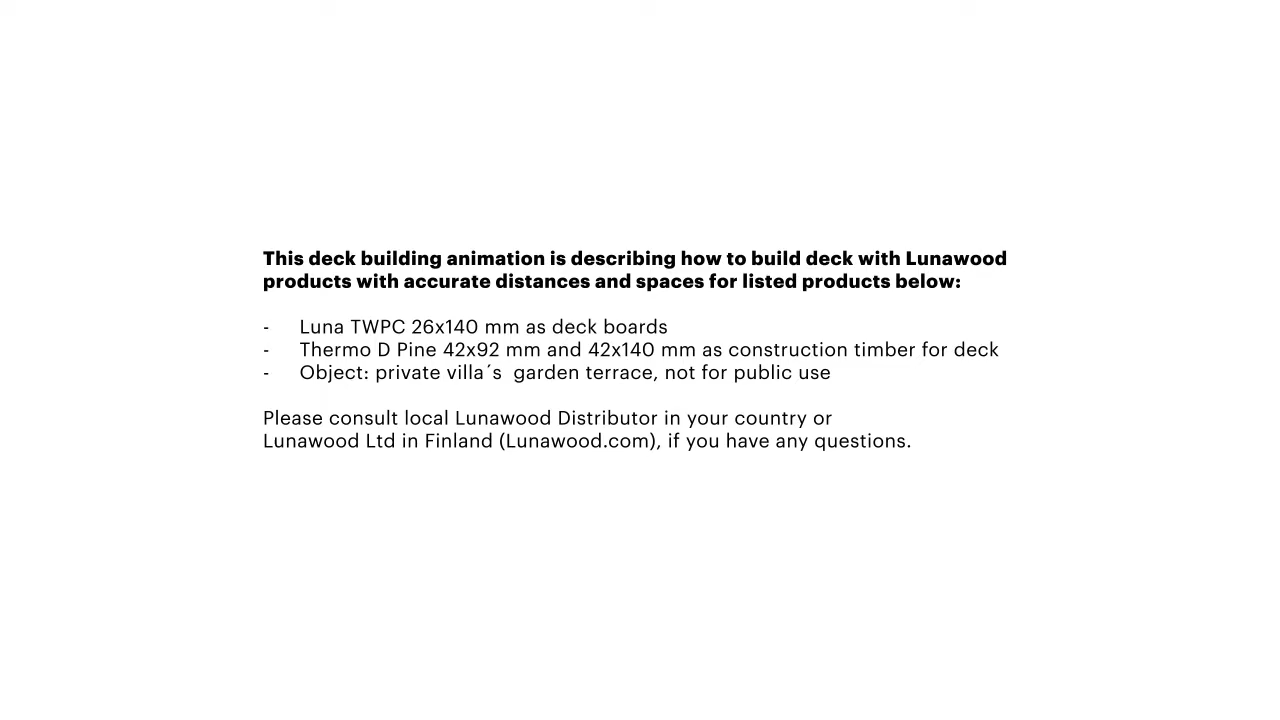 This deck building animation is describing how to build deck with Lunawood
products with accurate distances and spaces for listed products below:
- Luna TWPC 26x140 mm as deck boards
- Thermo D Pine 42x92 mm and 42x140 mm as construction timber for deck
- Object: private villa´s  garden terrace, not for public use
Please consult local Lunawood Distributor in your country or
Lunawood Ltd in Finland (Lunawood.com), if you have any questions.